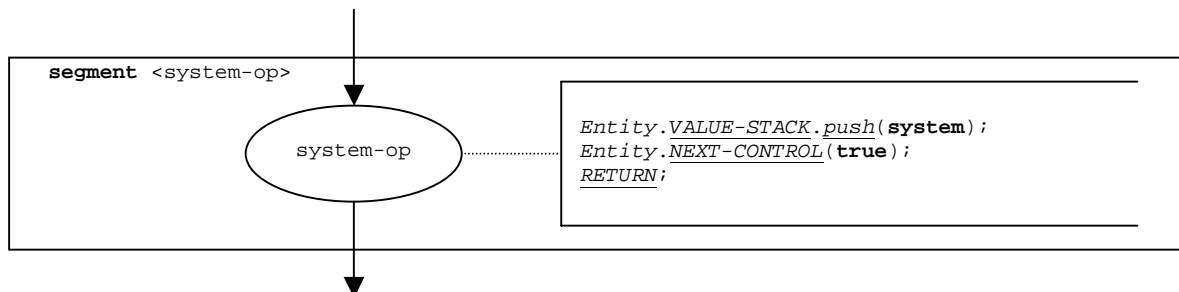 segment <system-op>
system-op
Entity.VALUE-STACK.push(system);
Entity.NEXT-CONTROL(true);
RETURN;